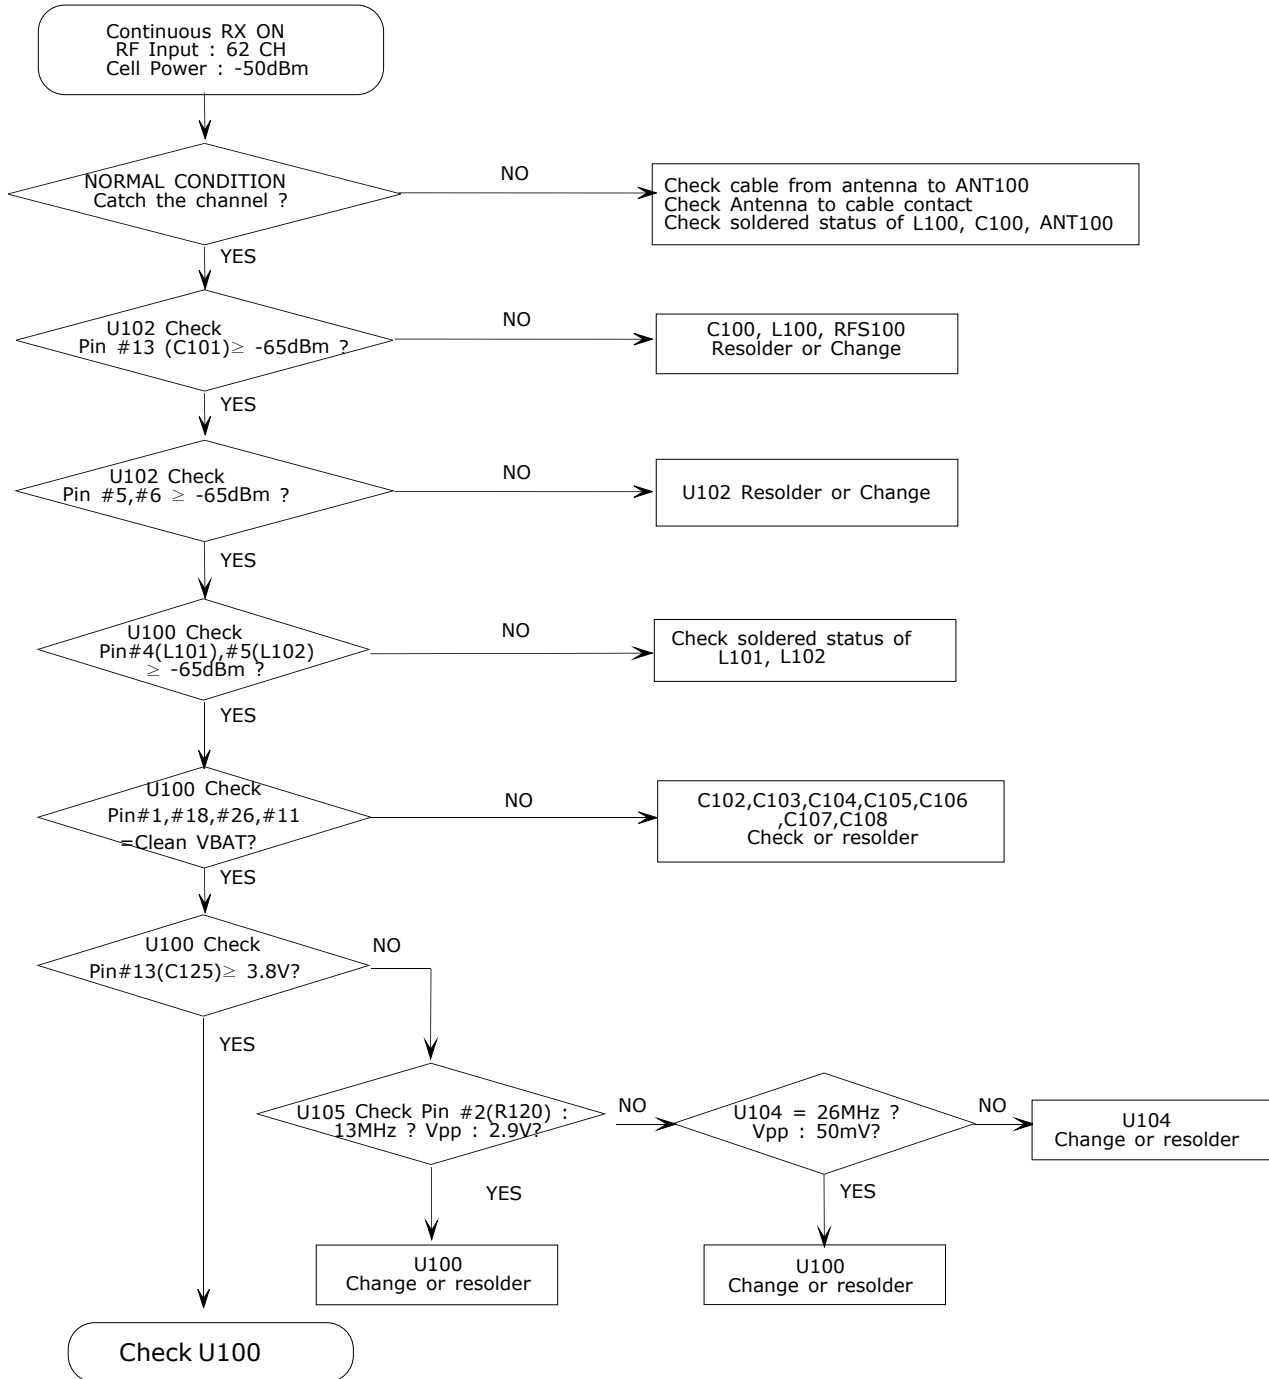 Continuous RX ON
RF Input : 62 CH
Cell Power : -50dBm
NORMAL CONDITION
Catch the channel ?
NO
Check cable from antenna to ANT100
Check Antenna to cable contact
Check soldered status of L100, C100, ANT100
YES
U102 Check
Pin #13 (C101)≥ -65dBm ?
NO
C100, L100, RFS100
Resolder or Change
YES
U102 Check
Pin #5,#6 ≥ -65dBm ?
NO
U102 Resolder or Change
YES
U100 Check
Pin#4(L101),#5(L102)
≥ -65dBm ?
NO
Check soldered status of
L101, L102
YES
U100 Check
Pin#1,#18,#26,#11
=Clean VBAT?
NO
C102,C103,C104,C105,C106
,C107,C108
Check or resolder
YES
U100 Check
Pin#13(C125)≥ 3.8V?
NO
YES
U105 Check Pin #2(R120) :
13MHz ? Vpp : 2.9V?
NO
U104 = 26MHz ?
Vpp : 50mV?
NO
U104
Change or resolder
YES
YES
U100
Change or resolder
U100
Change or resolder
Check U100